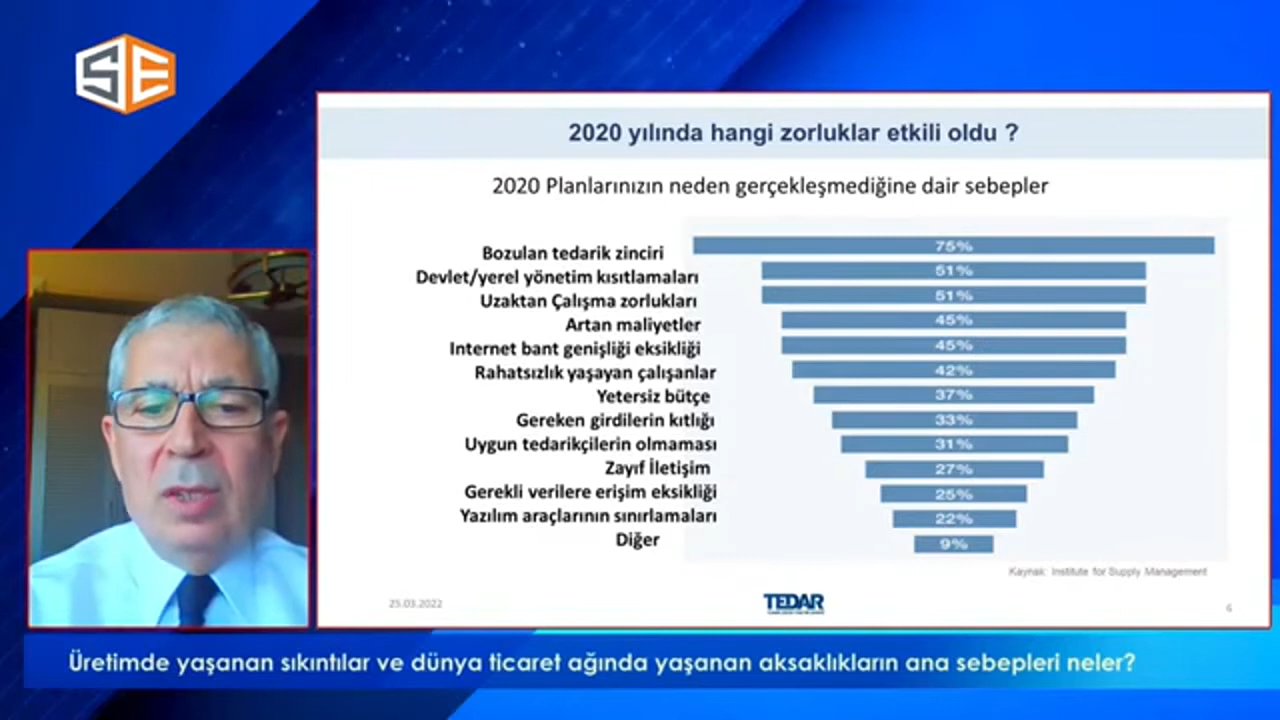 SE
2020 yılında hangi zorluklar etkili oldu ?
2020 Planlarınızın neden gerçekleşmediğine dair sebepler
Bozulan tedarik zinciri 75%
Devlet/yerel yönetim kısıtlamaları 51%
Uzaktan Çalışma zorlukları 51%
Artan maliyetler 45%
Internet bant genişliği eksikliği 45%
Rahatsızlık yaşayan çalışanlar 42%
Yetersiz bütçe 37%
Gereken girdilerin kıtlığı 33%
Uygun tedarikçilerin olmaması 31%
Zayıf İletişim 27%
Gerekli verilere erişim eksikliği 25%
Yazılım araçlarının sınırlamaları 22%
Diğer 9%
Kaynak: Institute for Supply Management
25.03.2022
TEDAR
6
Üretimde yaşanan sıkıntılar ve dünya ticaret ağında yaşanan aksaklıkların ana sebepleri neler?